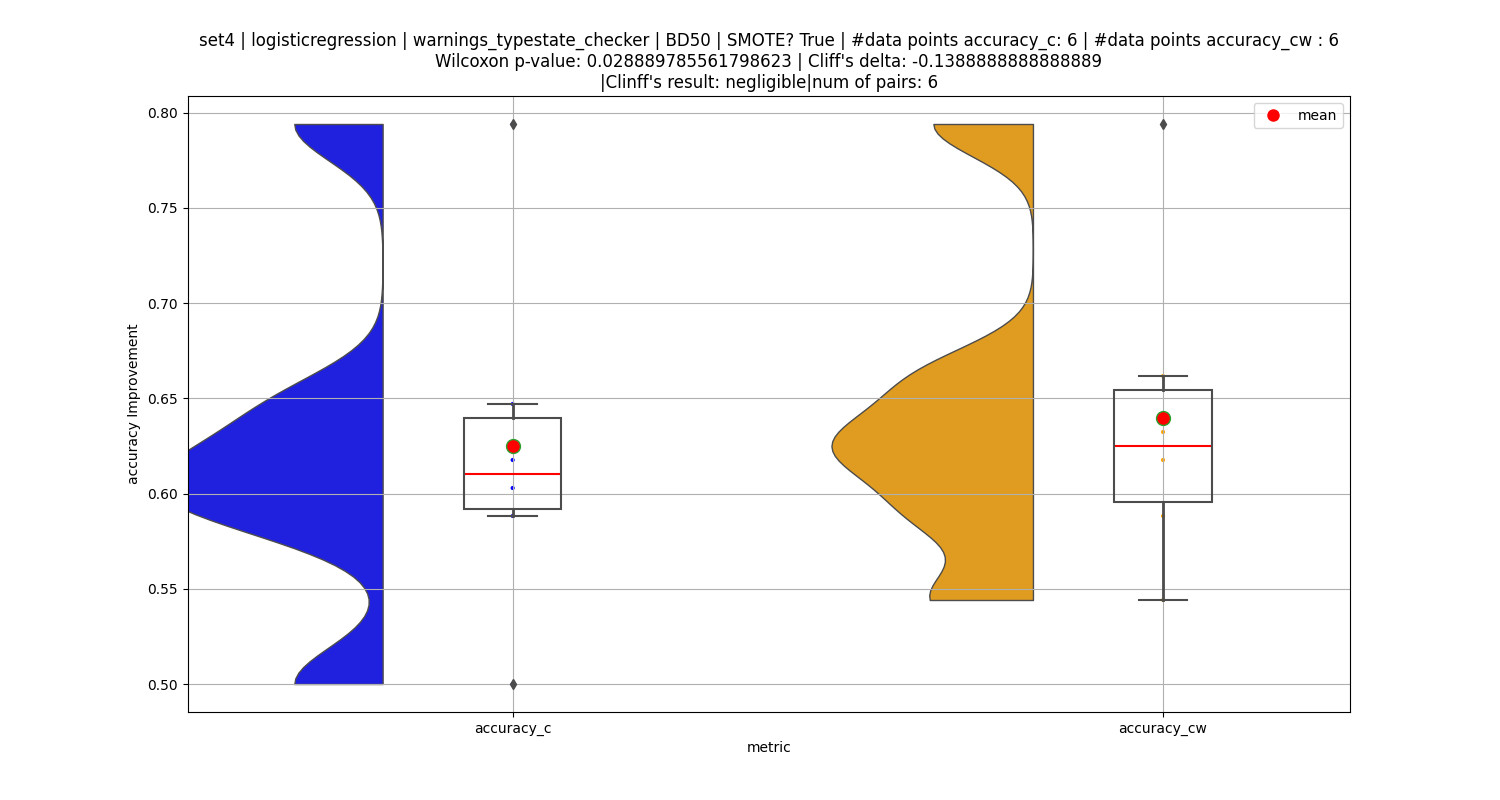 set4 | logisticregression | warnings_typestate_checker | BD50 | SMOTE? True | #data points accuracy_c: 6 | #data points accuracy_cw : 6
Wilcoxon p-value: 0.028889785561798623 | Cliff's delta: -0.1388888888888889
|Clinff's result: negligible|num of pairs: 6
mean
0.80
0.75
0.70
0.65
0.60
0.55
0.50
accuracy Improvement
accuracy_c
accuracy_cw
metric